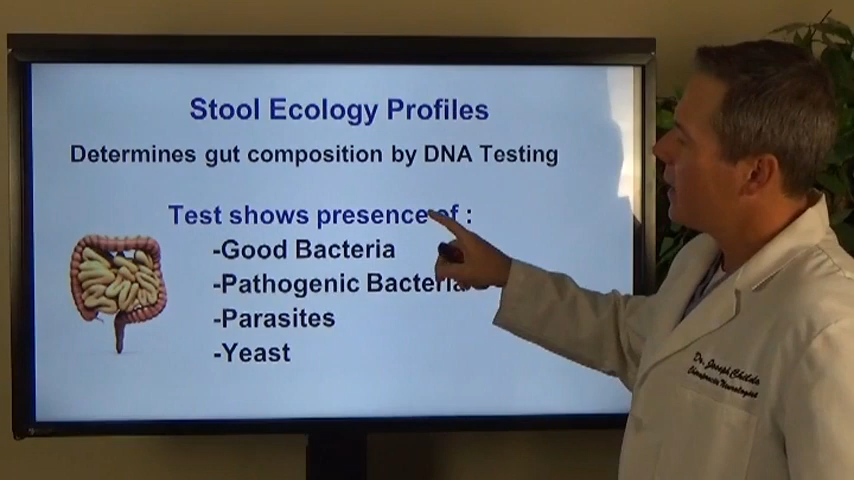 Stool Ecology Profiles
Determines gut composition by DNA Testing
Test shows presence of :
-Good Bacteria
-Pathogenic Bacteria
-Parasites
-Yeast
Dr. Joseph Childs
Chiropractic Neurologist